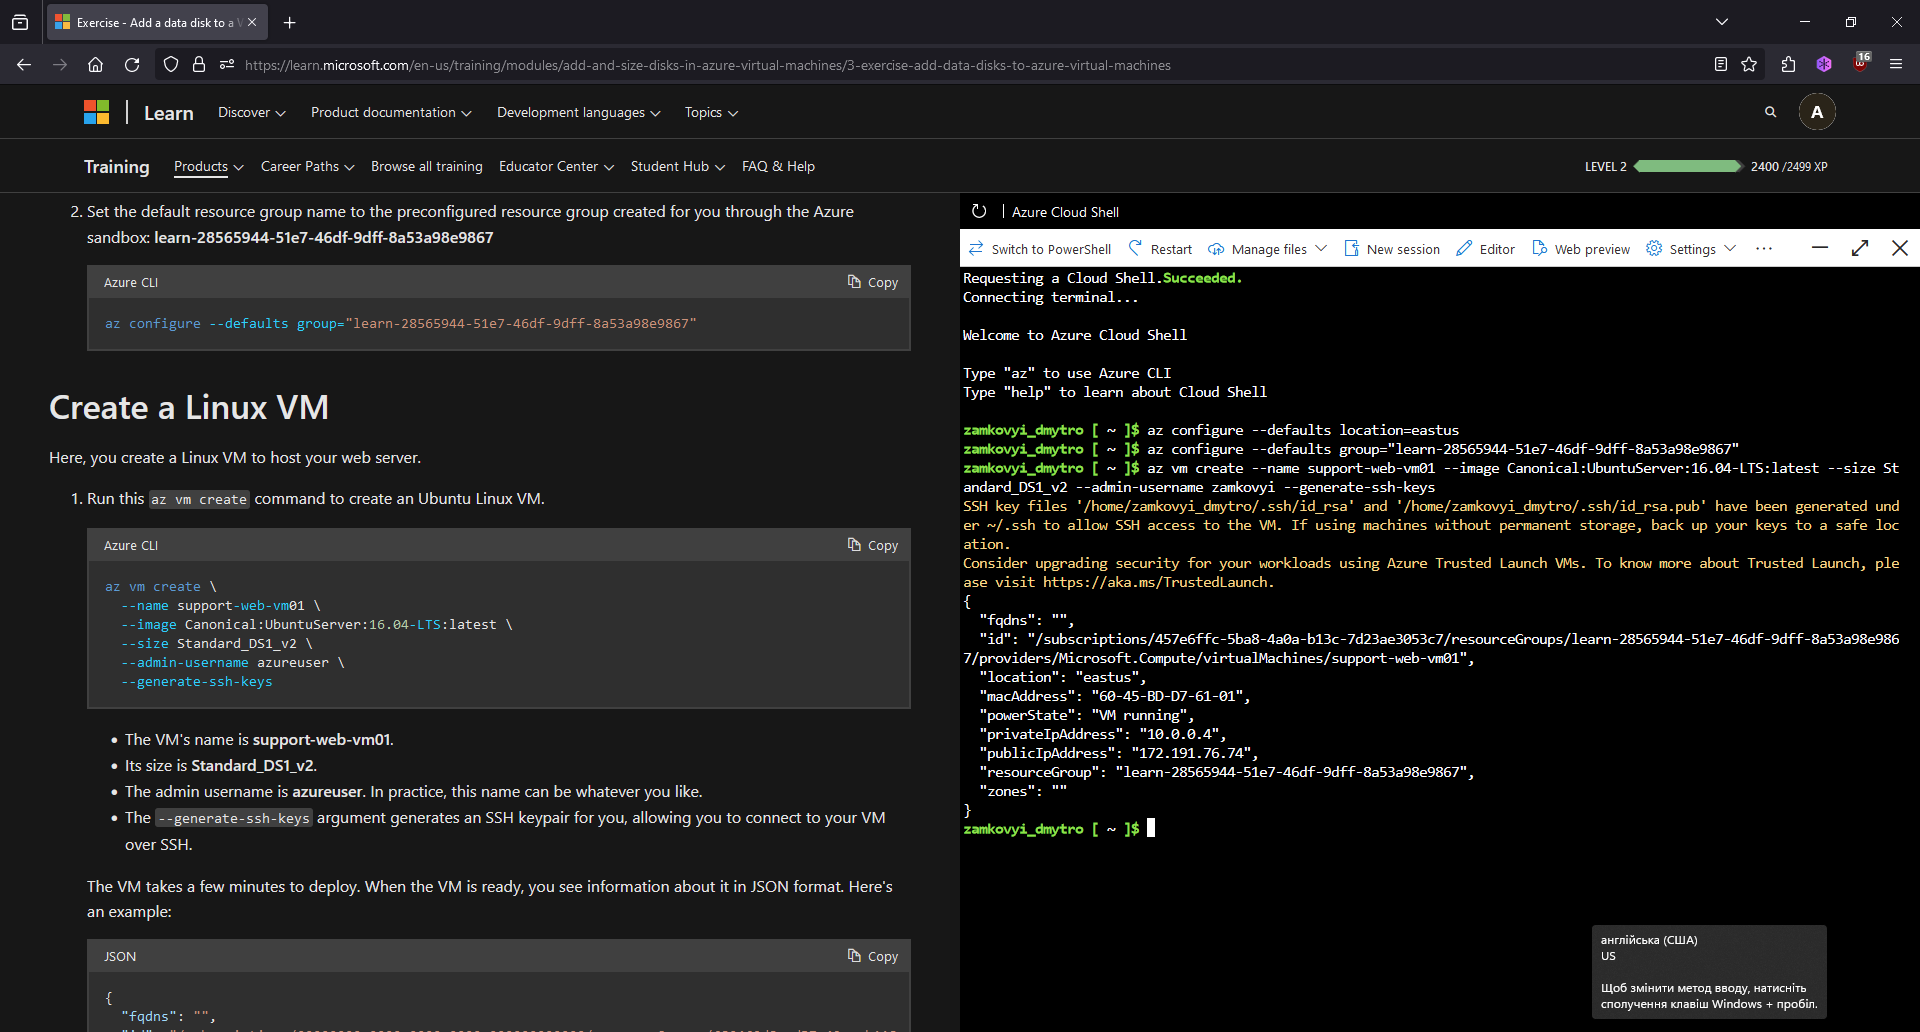 Exercise - Add a data disk to a V
https://learn.microsoft.com/en-us/training/modules/add-and-size-disks-in-azure-virtual-machines/3-exercise-add-data-disks-to-azure-virtual-machines
16
Learn
Discover
Product documentation
Development languages
Topics
A
Training
Products
Career Paths
Browse all training
Educator Center
Student Hub
FAQ & Help
LEVEL 2
2400 /2499 XP
2. Set the default resource group name to the preconfigured resource group created for you through the Azure
sandbox: learn-28565944-51e7-46df-9dff-8a53a98e9867
Azure CLI
Copy
az configure --defaults group="learn-28565944-51e7-46df-9dff-8a53a98e9867"
Create a Linux VM
Here, you create a Linux VM to host your web server.
1. Run this az vm create command to create an Ubuntu Linux VM.
Azure CLI
Copy
az vm create \
--name support-web-vm01 \
--image Canonical:UbuntuServer:16.04-LTS:latest \
--size Standard_DS1_v2 \
--admin-username azureuser \
--generate-ssh-keys
• The VM's name is support-web-vm01.
• Its size is Standard_DS1_v2.
• The admin username is azureuser. In practice, this name can be whatever you like.
• The --generate-ssh-keys argument generates an SSH keypair for you, allowing you to connect to your VM
over SSH.
The VM takes a few minutes to deploy. When the VM is ready, you see information about it in JSON format. Here's
an example:
JSON
Copy
{
"fqdns": "",
Azure Cloud Shell
Switch to PowerShell
Restart
Manage files
New session
Editor
Web preview
Settings
Requesting a Cloud Shell.Succeeded.
Connecting terminal...
Welcome to Azure Cloud Shell
Type "az" to use Azure CLI
Type "help" to learn about Cloud Shell
zamkovyi_dmytro [ ~ ]$ az configure --defaults location=eastus
zamkovyi_dmytro [ ~ ]$ az configure --defaults group="learn-28565944-51e7-46df-9dff-8a53a98e9867"
zamkovyi_dmytro [ ~ ]$ az vm create --name support-web-vm01 --image Canonical:UbuntuServer:16.04-LTS:latest --size St
andard_DS1_v2 --admin-username zamkovyi --generate-ssh-keys
SSH key files '/home/zamkovyi_dmytro/.ssh/id_rsa' and '/home/zamkovyi_dmytro/.ssh/id_rsa.pub' have been generated und
er ~/.ssh to allow SSH access to the VM. If using machines without permanent storage, back up your keys to a safe loc
ation.
Consider upgrading security for your workloads using Azure Trusted Launch VMs. To know more about Trusted Launch, ple
ase visit https://aka.ms/TrustedLaunch.
{
"fqdns": "",
"id": "/subscriptions/457e6ffc-5ba8-4a0a-b13c-7d23ae3053c7/resourceGroups/learn-28565944-51e7-46df-9dff-8a53a98e986
7/providers/Microsoft.Compute/virtualMachines/support-web-vm01",
"location": "eastus",
"macAddress": "60-45-BD-D7-61-01",
"powerState": "VM running",
"privateIpAddress": "10.0.0.4",
"publicIpAddress": "172.191.76.74",
"resourceGroup": "learn-28565944-51e7-46df-9dff-8a53a98e9867",
"zones": ""
}
zamkovyi_dmytro [ ~ ]$
англійська (США)
US
Щоб змінити метод вводу, натисніть
сполучення клавіш Windows + пробіл.